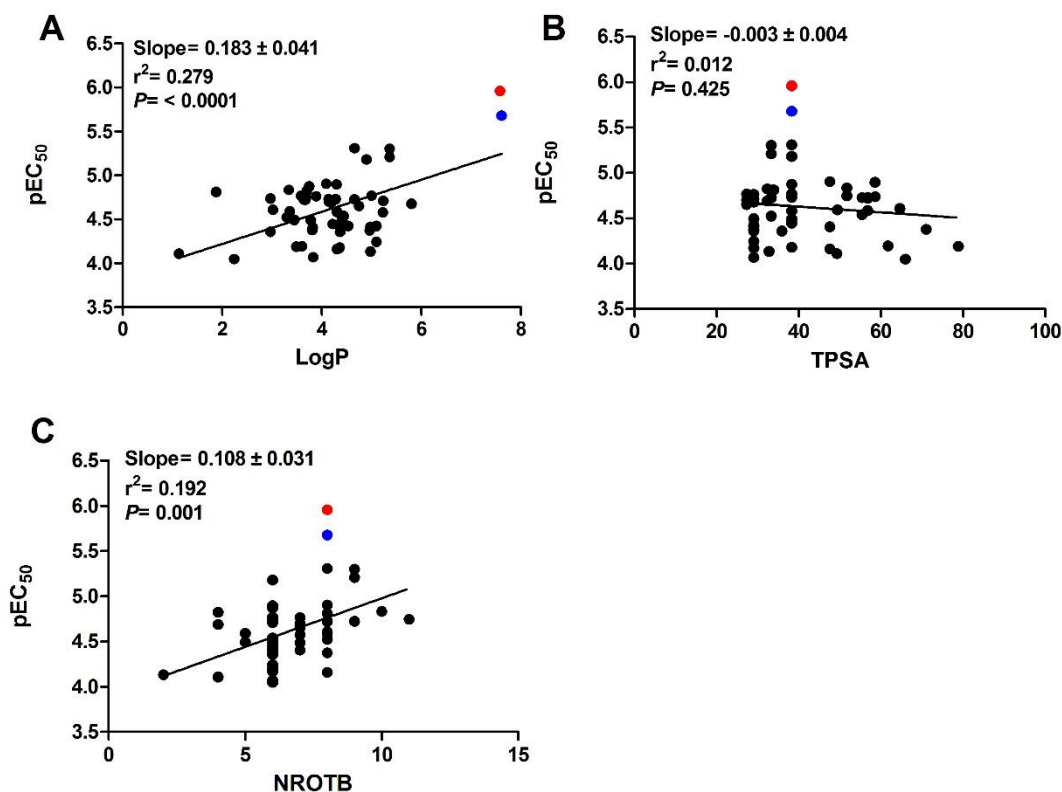 A
Slope= 0.183 ± 0.041
r²= 0.279
P= < 0.0001
6.5
6.0
5.5
5.0
4.5
4.0
3.5
pEC₅₀
0
2
4
6
8
LogP
B
Slope= -0.003 ± 0.004
r²= 0.012
P= 0.425
6.5
6.0
5.5
5.0
4.5
4.0
3.5
pEC₅₀
0
20
40
60
80
100
TPSA
C
Slope= 0.108 ± 0.031
r²= 0.192
P= 0.001
6.5
6.0
5.5
5.0
4.5
4.0
3.5
pEC₅₀
0
5
10
15
NROTB